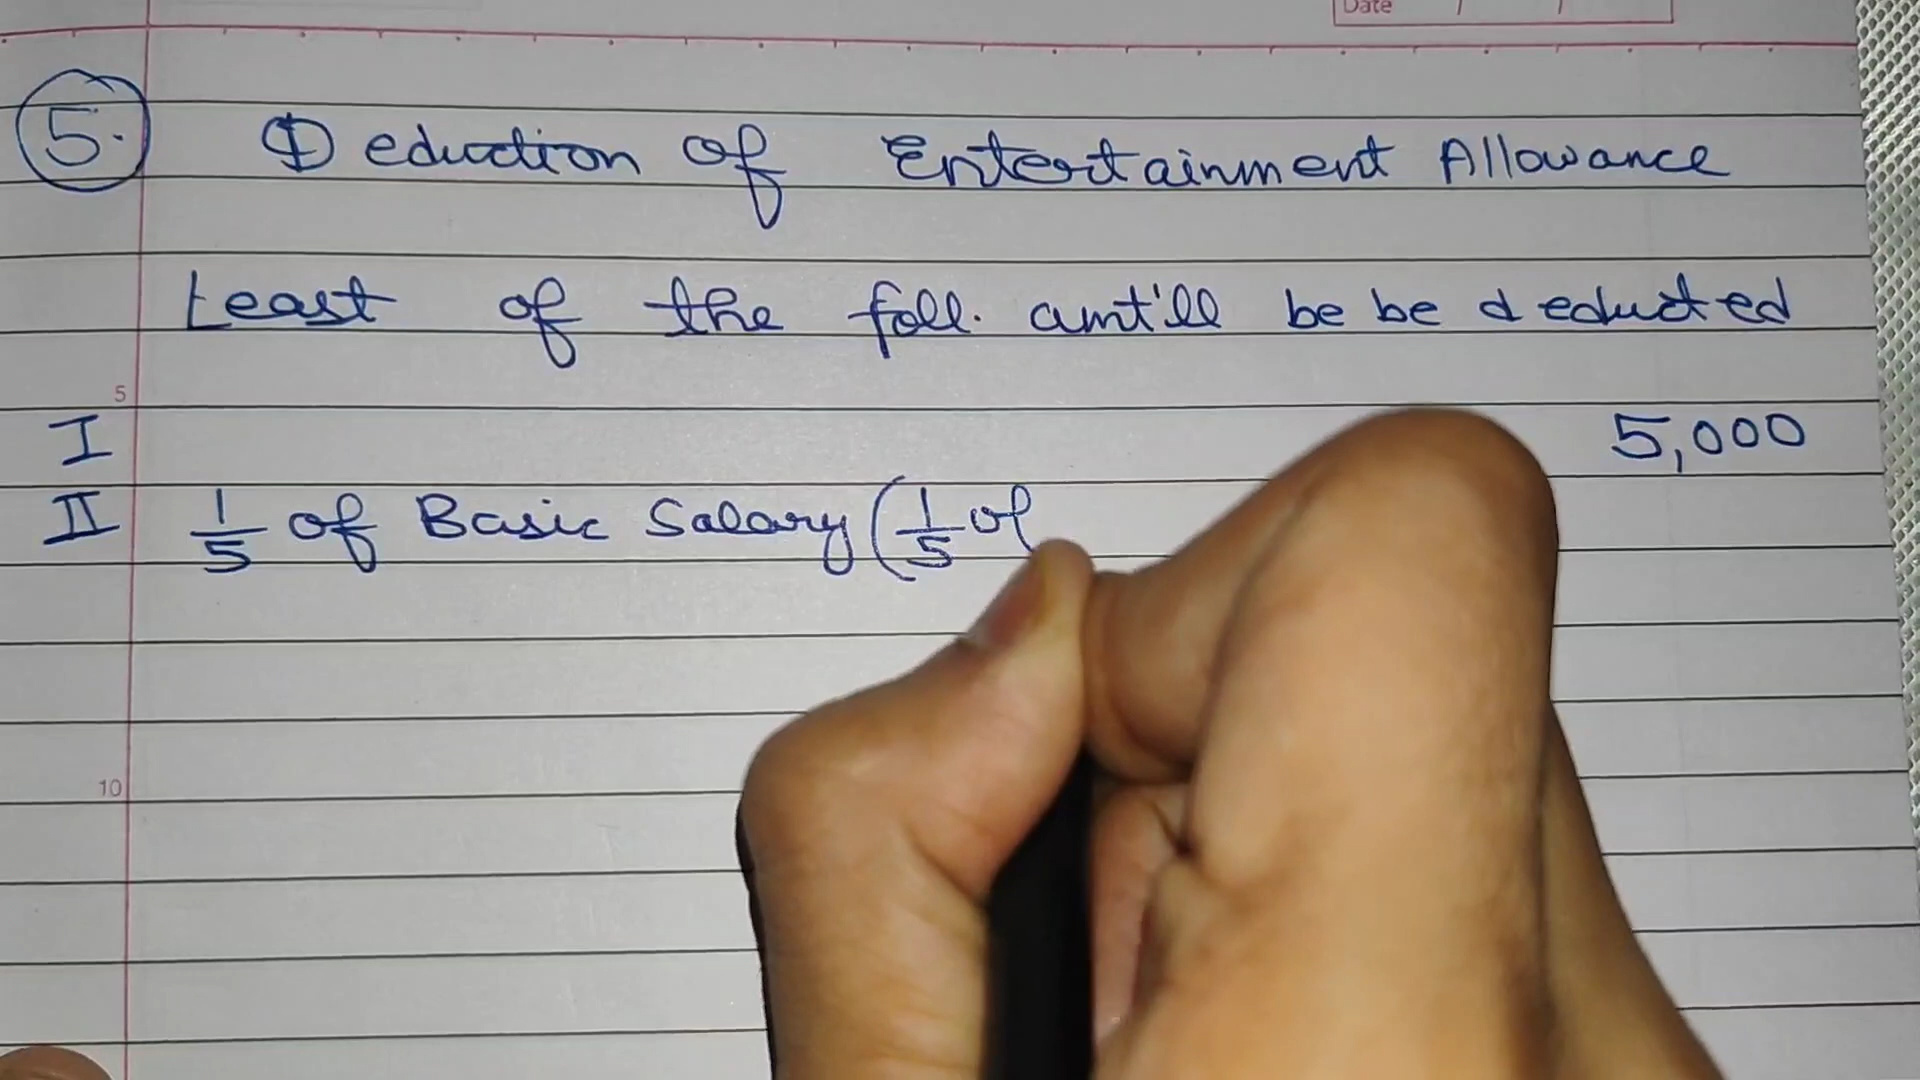 Date / /
5. Deduction of Entertainment Allowance
Least of the foll. amt'll be be deducted
5
I 5,000
II 1/5 of Basic Salary (1/5 of
10